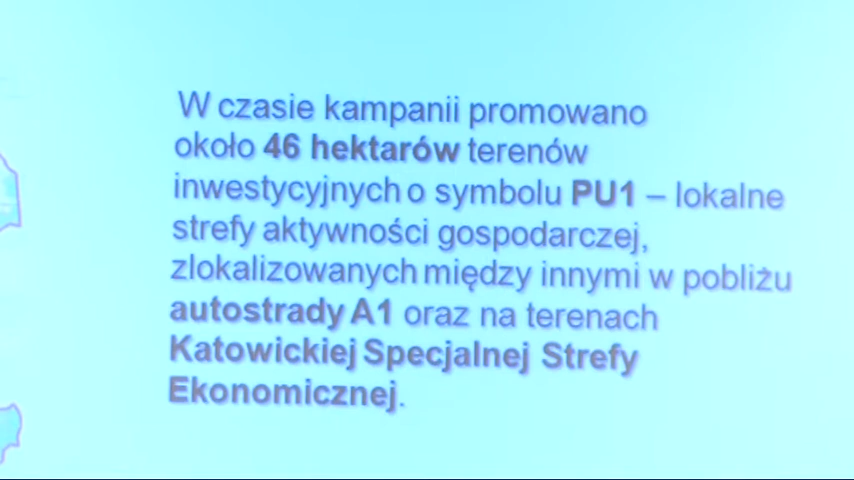 W czasie kampanii promowano
około 46 hektarów terenów
inwestycyjnych o symbolu PU1 – lokalne
strefy aktywności gospodarczej,
zlokalizowanych między innymi w pobliżu
autostrady A1 oraz na terenach
Katowickiej Specjalnej Strefy
Ekonomicznej.